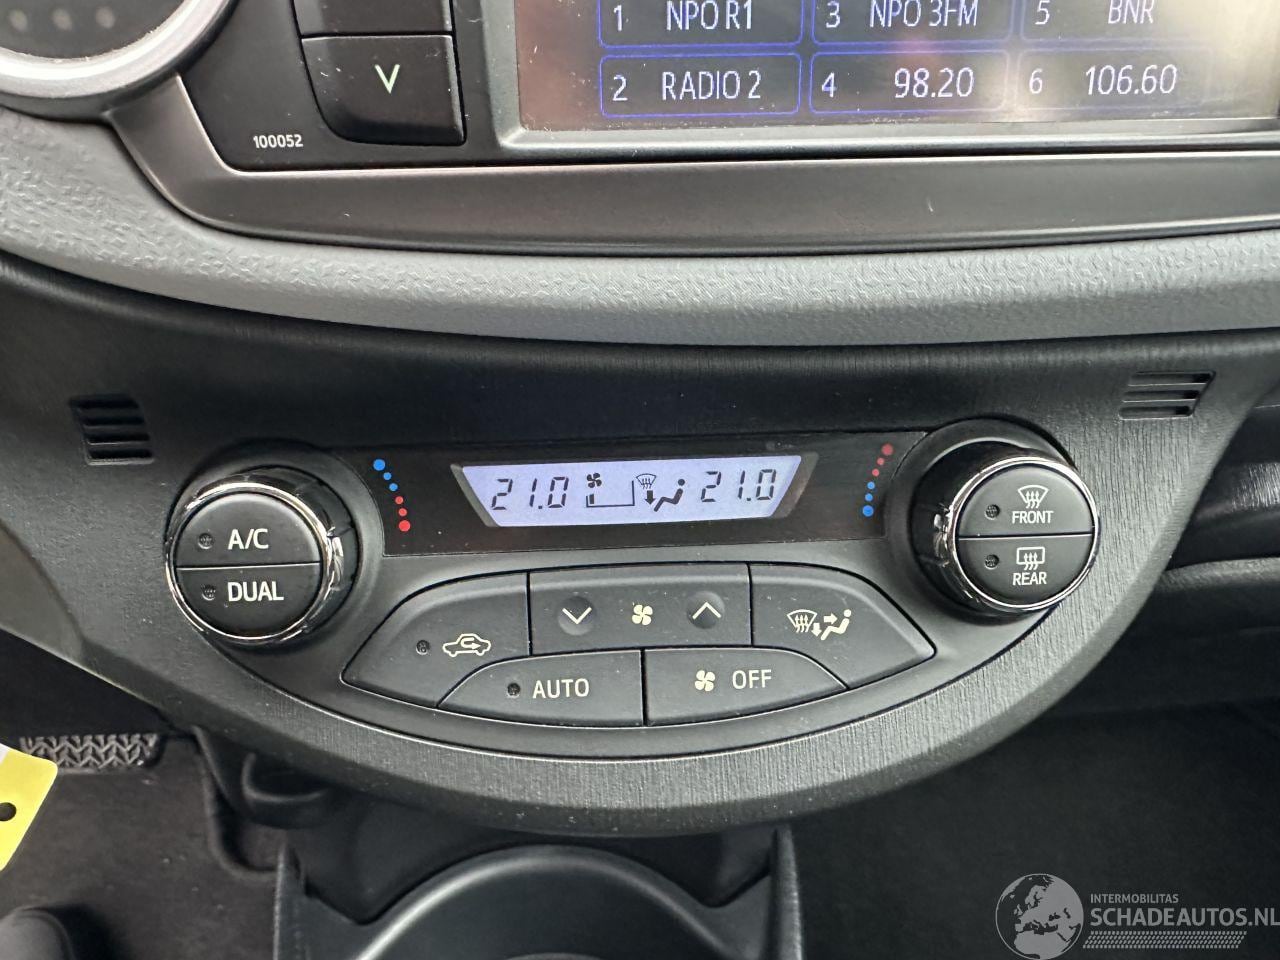 1 NPO R1 3 NPO 3FM 5 BNR
2 RADIO 2 4 98.20 6 106.60
100052
21.0 21.0
A/C
DUAL
FRONT
REAR
AUTO
OFF
INTERMOBILITAS
SCHADEAUTOS.NL